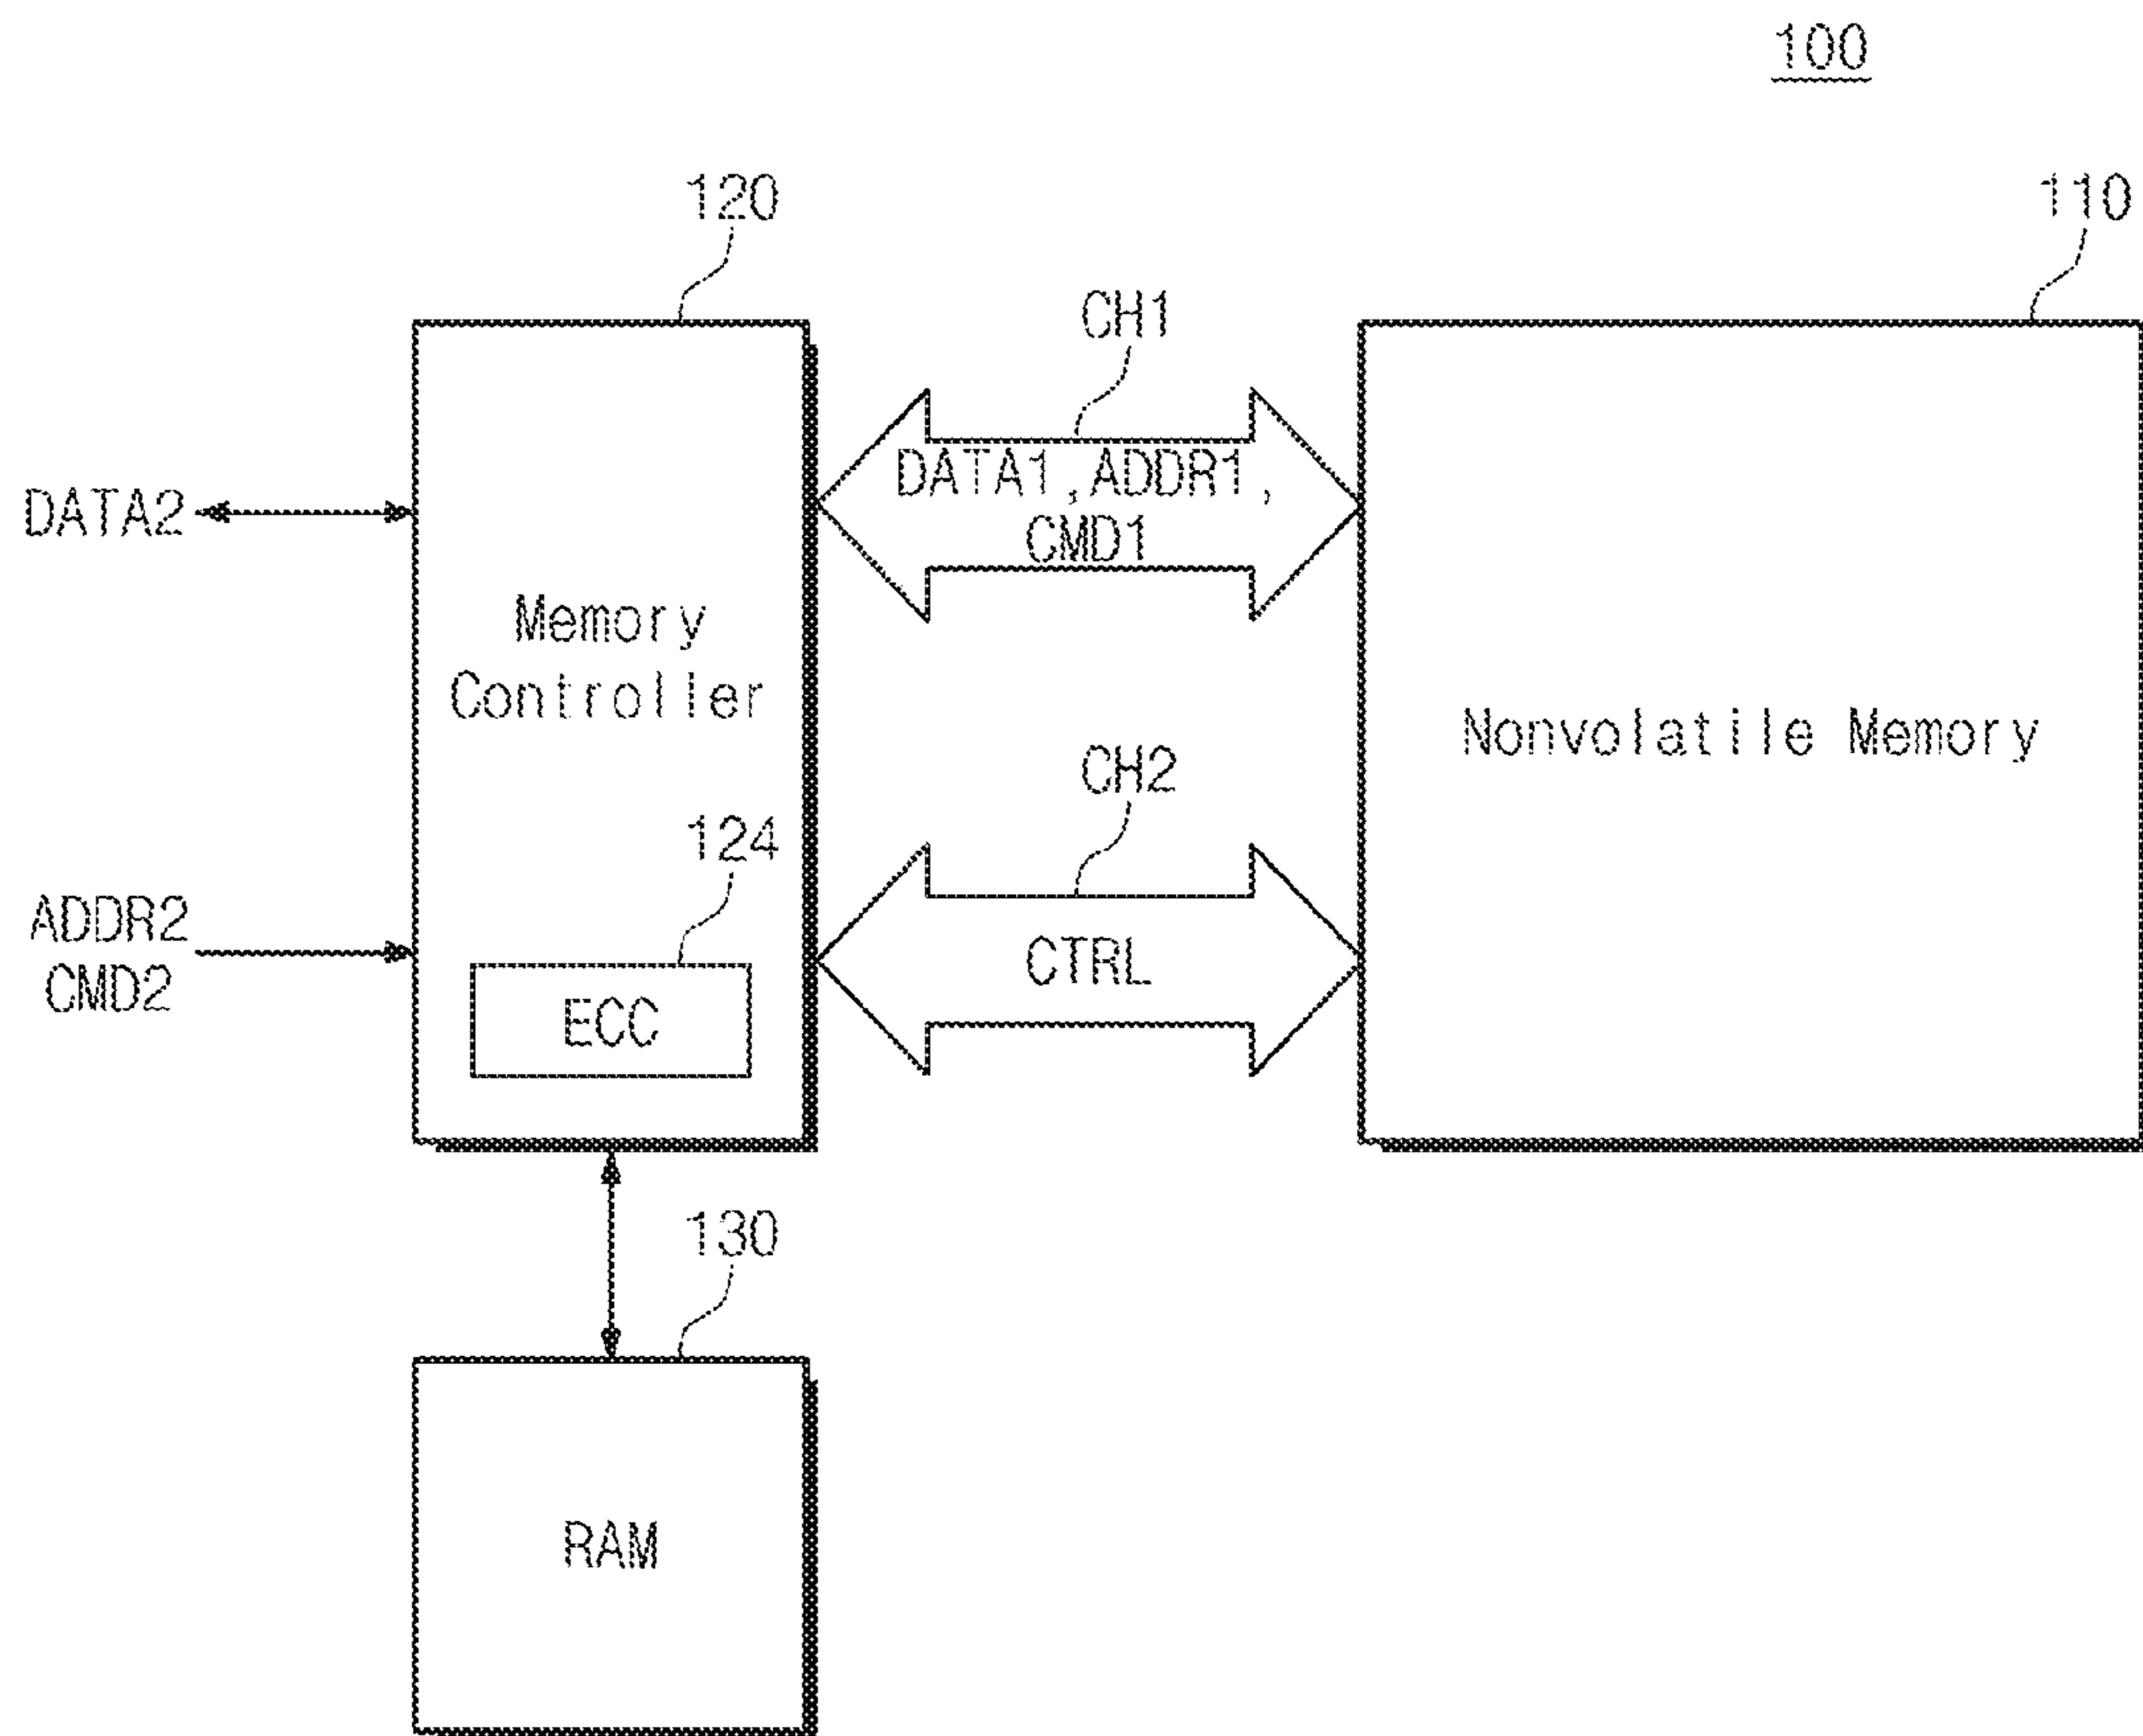 100
120
110
CH1
DATA1,ADDR1,
CMD1
DATA2
Memory
Controller
Nonvolatile Memory
CH2
124
ADDR2
CMD2
CTRL
ECC
130
RAM